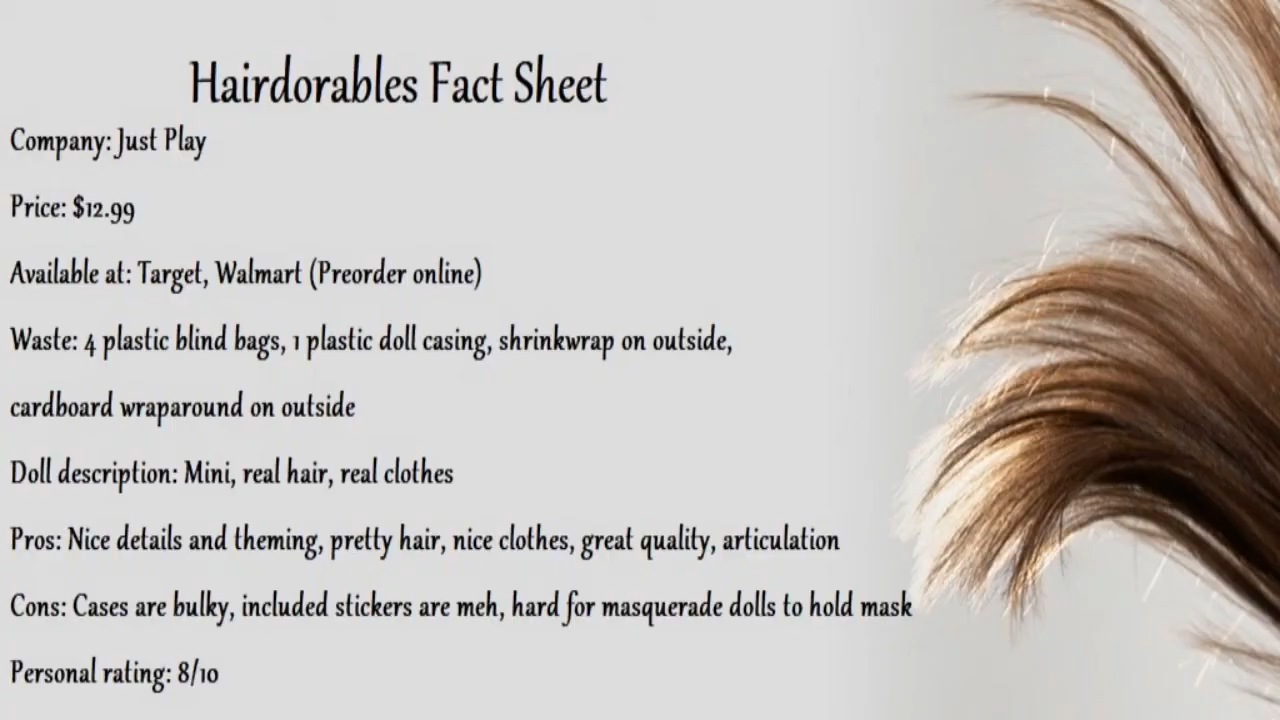 Hairdorables Fact Sheet
Company: Just Play
Price: $12.99
Available at: Target, Walmart (Preorder online)
Waste: 4 plastic blind bags, 1 plastic doll casing, shrinkwrap on outside,
cardboard wraparound on outside
Doll description: Mini, real hair, real clothes
Pros: Nice details and theming, pretty hair, nice clothes, great quality, articulation
Cons: Cases are bulky, included stickers are meh, hard for masquerade dolls to hold mask
Personal rating: 8/10